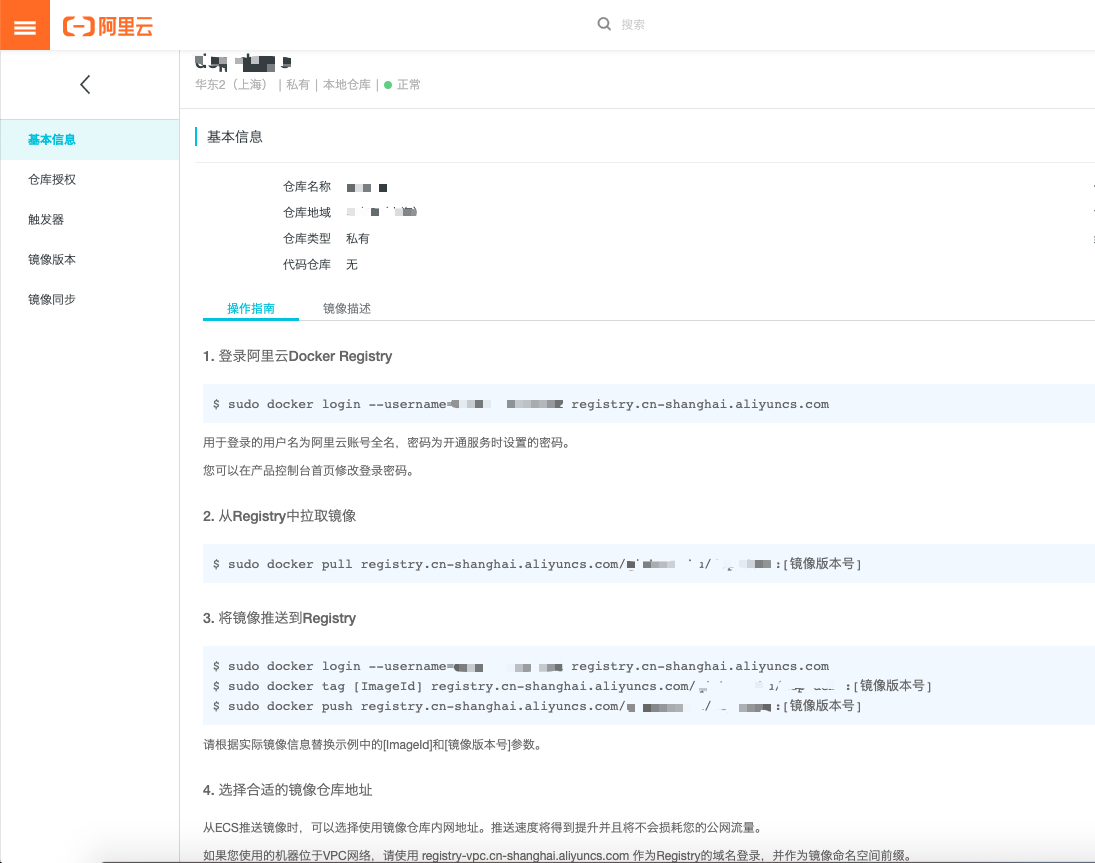 阿里云
搜索
华东2（上海） | 私有 | 本地仓库 | 正常
基本信息
仓库授权
触发器
镜像版本
镜像同步
基本信息
仓库名称
仓库地域
仓库类型 私有
代码仓库 无
操作指南 镜像描述
1. 登录阿里云Docker Registry
$ sudo docker login --username= registry.cn-shanghai.aliyuncs.com
用于登录的用户名为阿里云账号全名，密码为开通服务时设置的密码。
您可以在产品控制台首页修改登录密码。
2. 从Registry中拉取镜像
$ sudo docker pull registry.cn-shanghai.aliyuncs.com/ / :[镜像版本号]
3. 将镜像推送到Registry
$ sudo docker login --username= registry.cn-shanghai.aliyuncs.com
$ sudo docker tag [ImageId] registry.cn-shanghai.aliyuncs.com/ / :[镜像版本号]
$ sudo docker push registry.cn-shanghai.aliyuncs.com/ / :[镜像版本号]
请根据实际镜像信息替换示例中的[ImageId]和[镜像版本号]参数。
4. 选择合适的镜像仓库地址
从ECS推送镜像时，可以选择使用镜像仓库内网地址。推送速度将得到提升并且将不会损耗您的公网流量。
如果您使用的机器位于VPC网络，请使用 registry-vpc.cn-shanghai.aliyuncs.com 作为Registry的域名登录，并作为镜像命名空间前缀。